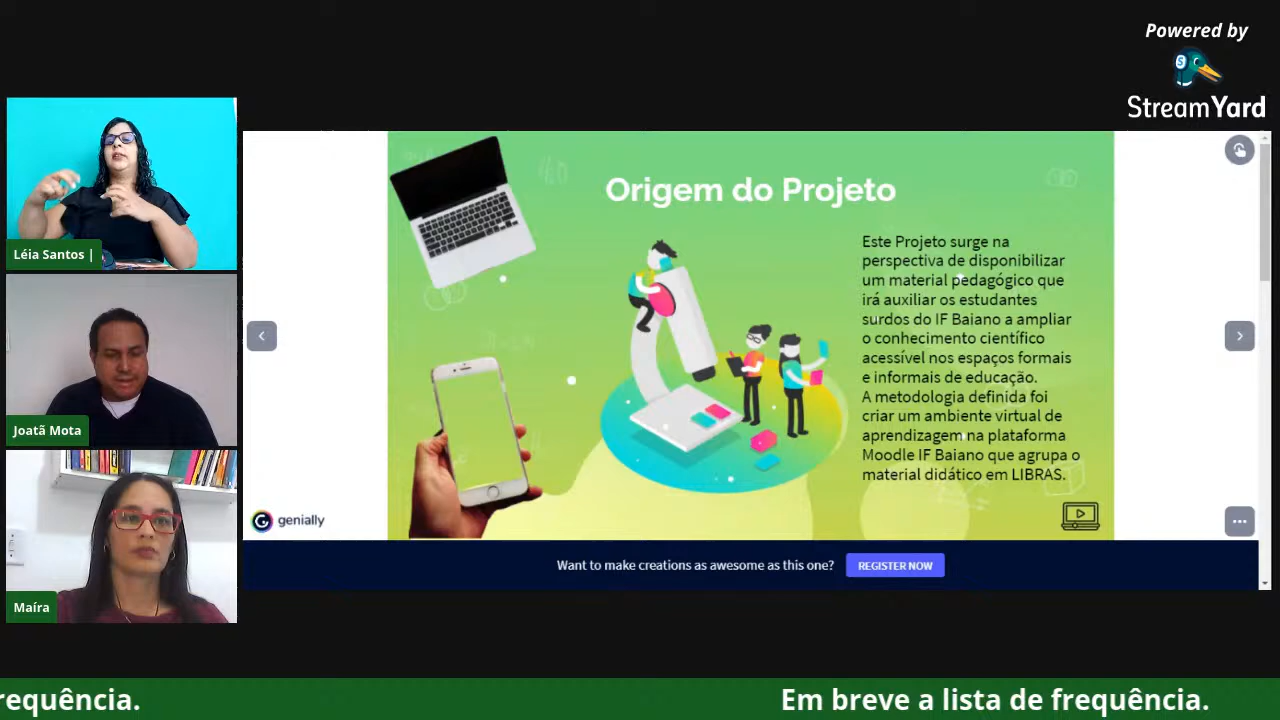 Powered by
StreamYard
Léia Santos |
Joatã Mota
Maíra
Origem do Projeto
Este Projeto surge na
perspectiva de disponibilizar
um material pedagógico que
irá auxiliar os estudantes
surdos do IF Baiano a ampliar
o conhecimento científico
acessível nos espaços formais
e informais de educação.
A metodologia definida foi
criar um ambiente virtual de
aprendizagem na plataforma
Moodle IF Baiano que agrupa o
material didático em LIBRAS.
genially
Want to make creations as awesome as this one?
REGISTER NOW
requência.
Em breve a lista de frequência.